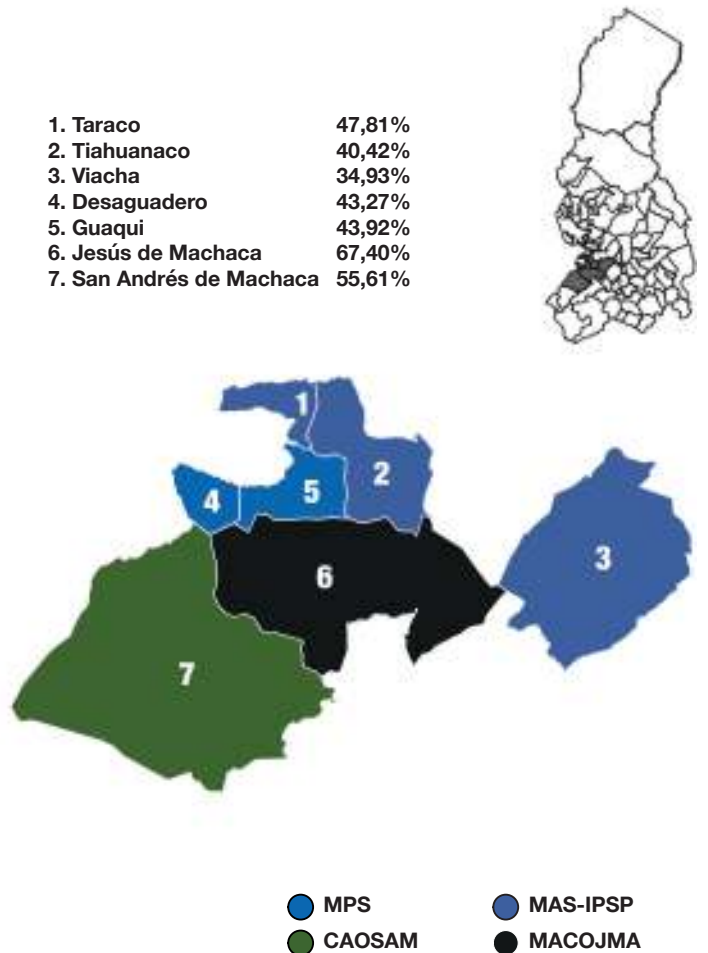 1. Taraco 47,81%
2. Tiahuanaco 40,42%
3. Viacha 34,93%
4. Desaguadero 43,27%
5. Guaqui 43,92%
6. Jesús de Machaca 67,40%
7. San Andrés de Machaca 55,61%
1
2
4
5
3
6
7
MPS MAS-IPSP
CAOSAM MACOJMA